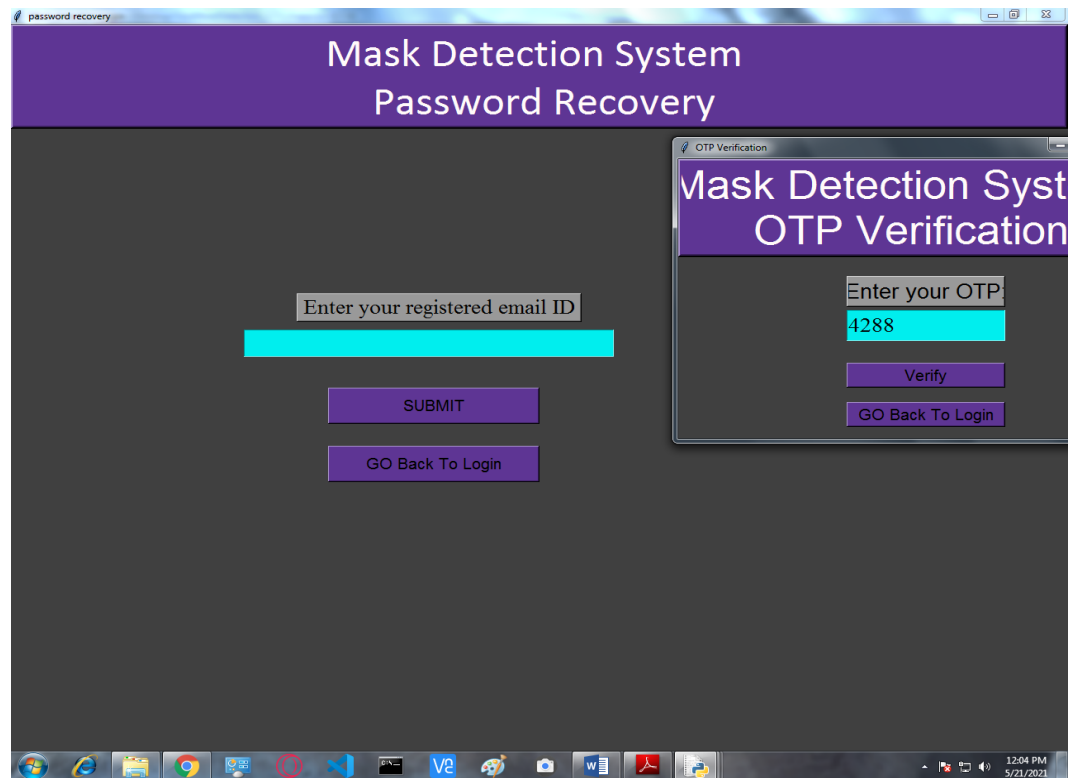 password recovery
Mask Detection System
Password Recovery
OTP Verification
Mask Detection Syst
OTP Verification
Enter your OTP:
4288
Verify
GO Back To Login
Enter your registered email ID
SUBMIT
GO Back To Login
12:04 PM
5/21/2021